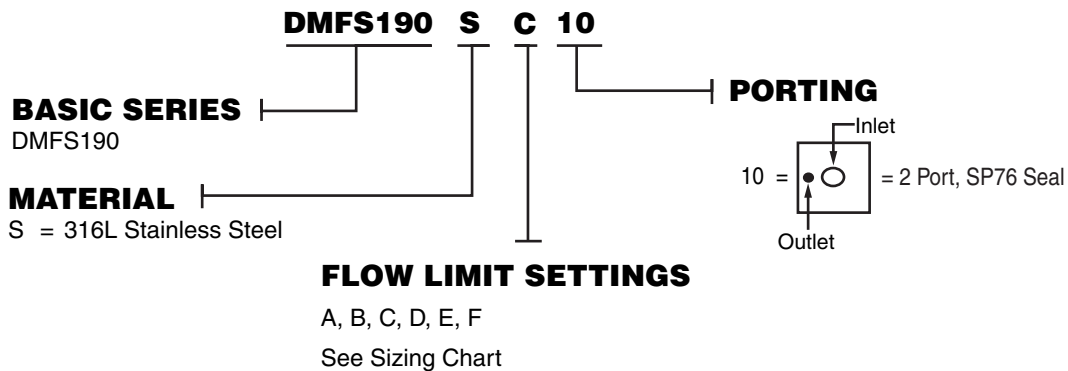 DMFS190 S C 10
BASIC SERIES
DMFS190
MATERIAL
S = 316L Stainless Steel
FLOW LIMIT SETTINGS
A, B, C, D, E, F
See Sizing Chart
PORTING
Inlet
10 = = 2 Port, SP76 Seal
Outlet